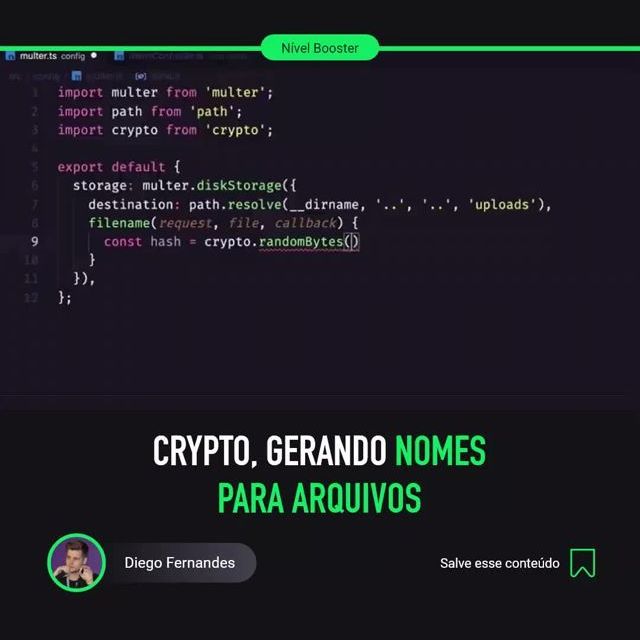 Nível Booster
multer.ts config
1 import multer from 'multer';
2 import path from 'path';
3 import crypto from 'crypto';
4
5 export default {
6 storage: multer.diskStorage({
7 destination: path.resolve(__dirname, '..', '..', 'uploads'),
8 filename(request, file, callback) {
9 const hash = crypto.randomBytes()
10 }
11 }),
12 };
CRYPTO, GERANDO NOMES
PARA ARQUIVOS
Diego Fernandes
Salve esse conteúdo